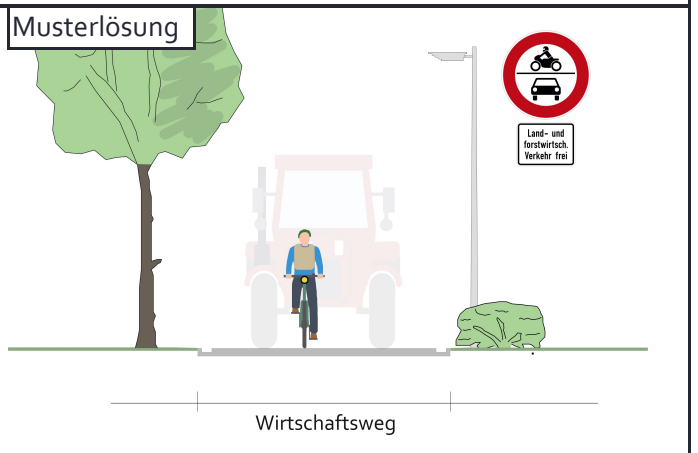 Musterlösung
Land- und
forstwirtsch.
Verkehr frei
Wirtschaftsweg